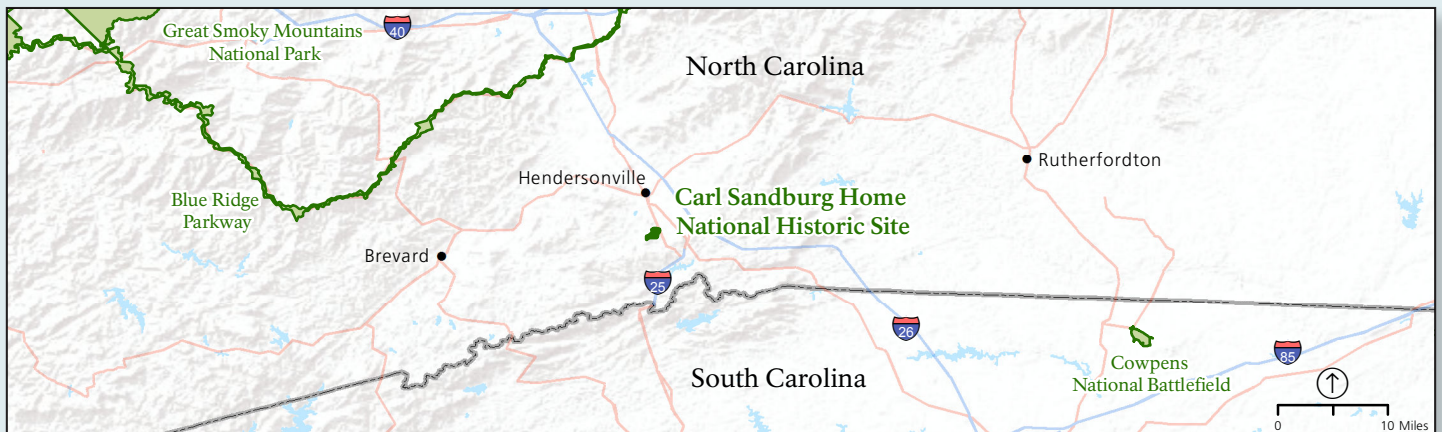 Great Smoky Mountains
National Park
40
North Carolina
Rutherfordton
Hendersonville
Carl Sandburg Home
National Historic Site
Blue Ridge
Parkway
Brevard
25
26
85
South Carolina
Cowpens
National Battlefield
0 10 Miles